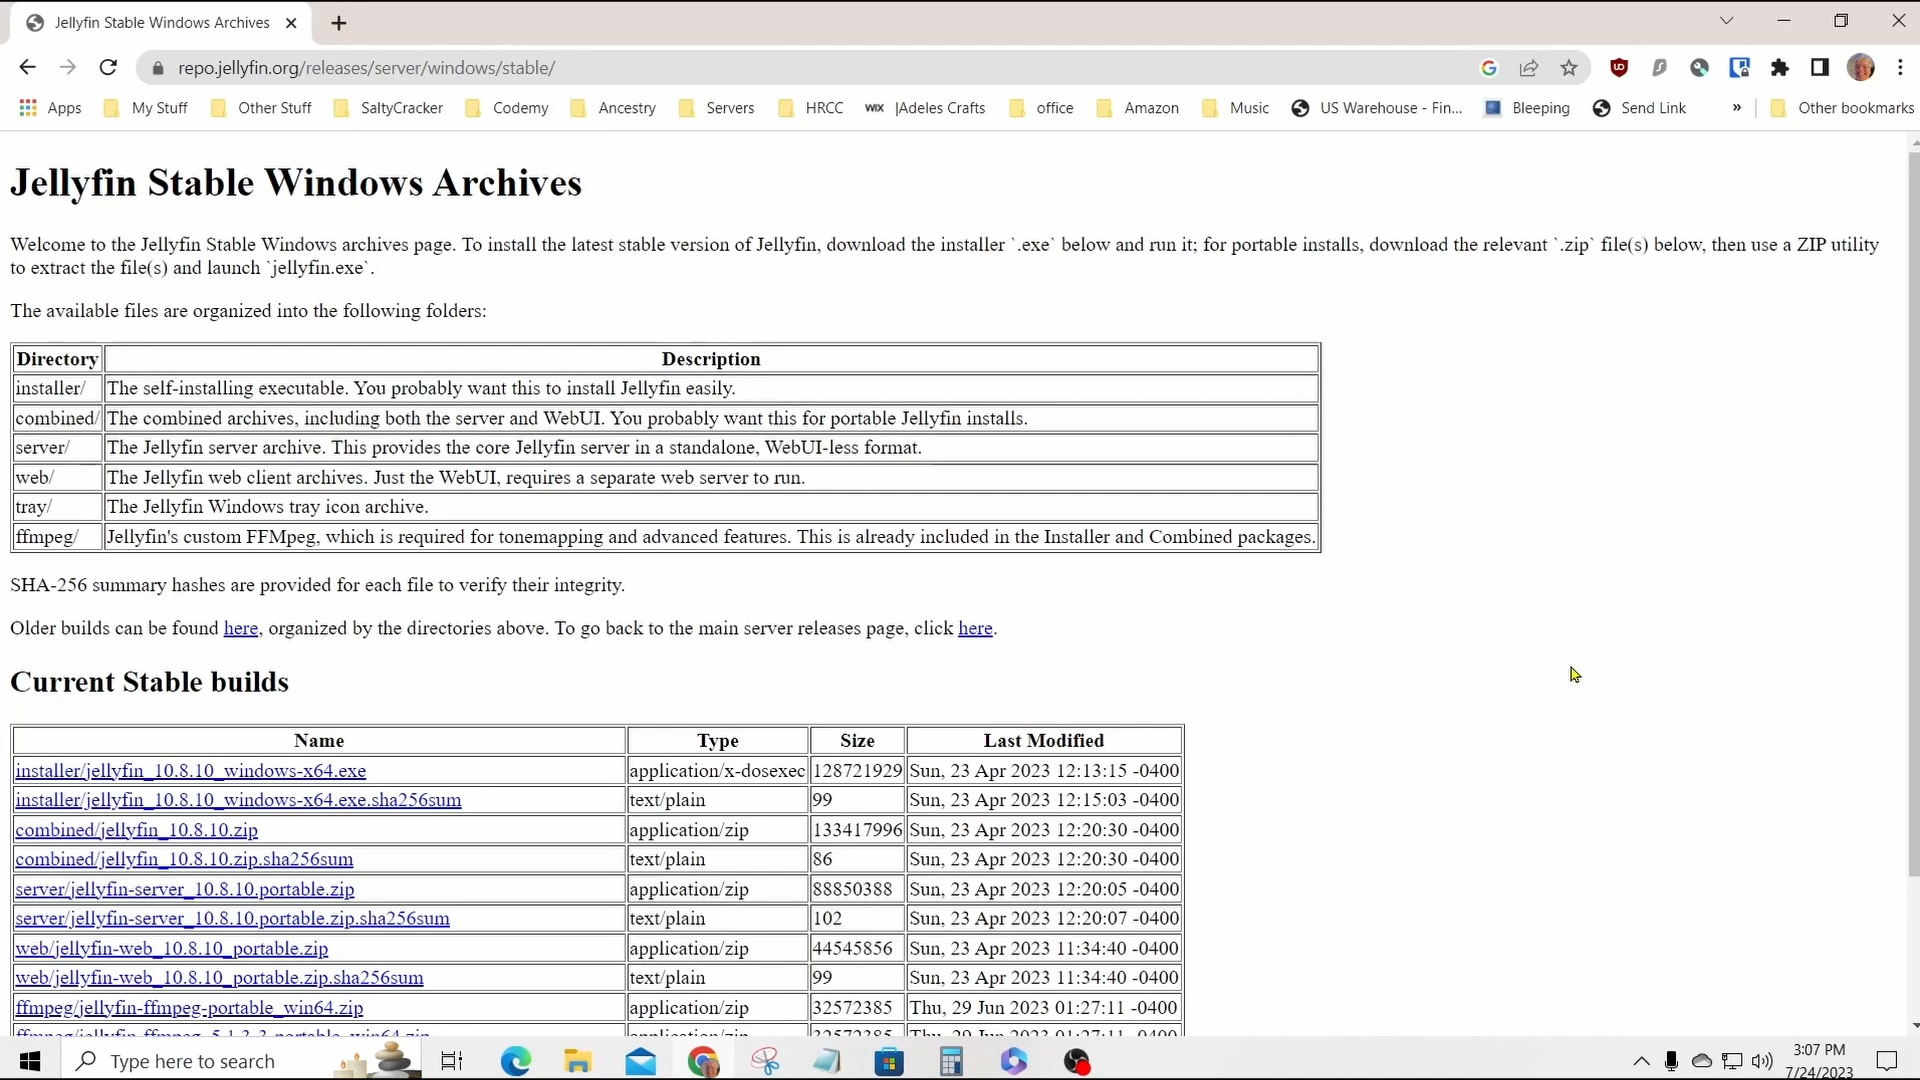 Jellyfin Stable Windows Archives
repo.jellyfin.org/releases/server/windows/stable/
Apps My Stuff Other Stuff SaltyCracker Codemy Ancestry Servers HRCC WIX |Adeles Crafts office Amazon Music US Warehouse - Fin... Bleeping Send Link » Other bookmarks
Jellyfin Stable Windows Archives
Welcome to the Jellyfin Stable Windows archives page. To install the latest stable version of Jellyfin, download the installer `.exe` below and run it; for portable installs, download the relevant `.zip` file(s) below, then use a ZIP utility
to extract the file(s) and launch `jellyfin.exe`.
The available files are organized into the following folders:
Directory Description
installer/ The self-installing executable. You probably want this to install Jellyfin easily.
combined/ The combined archives, including both the server and WebUI. You probably want this for portable Jellyfin installs.
server/ The Jellyfin server archive. This provides the core Jellyfin server in a standalone, WebUI-less format.
web/ The Jellyfin web client archives. Just the WebUI, requires a separate web server to run.
tray/ The Jellyfin Windows tray icon archive.
ffmpeg/ Jellyfin's custom FFMpeg, which is required for tonemapping and advanced features. This is already included in the Installer and Combined packages.
SHA-256 summary hashes are provided for each file to verify their integrity.
Older builds can be found here, organized by the directories above. To go back to the main server releases page, click here.
Current Stable builds
Name Type Size Last Modified
installer/jellyfin_10.8.10_windows-x64.exe application/x-dosexec 128721929 Sun, 23 Apr 2023 12:13:15 -0400
installer/jellyfin_10.8.10_windows-x64.exe.sha256sum text/plain 99 Sun, 23 Apr 2023 12:15:03 -0400
combined/jellyfin_10.8.10.zip application/zip 133417996 Sun, 23 Apr 2023 12:20:30 -0400
combined/jellyfin_10.8.10.zip.sha256sum text/plain 86 Sun, 23 Apr 2023 12:20:30 -0400
server/jellyfin-server_10.8.10.portable.zip application/zip 88850388 Sun, 23 Apr 2023 12:20:05 -0400
server/jellyfin-server_10.8.10.portable.zip.sha256sum text/plain 102 Sun, 23 Apr 2023 12:20:07 -0400
web/jellyfin-web_10.8.10_portable.zip application/zip 44545856 Sun, 23 Apr 2023 11:34:40 -0400
web/jellyfin-web_10.8.10_portable.zip.sha256sum text/plain 99 Sun, 23 Apr 2023 11:34:40 -0400
ffmpeg/jellyfin-ffmpeg-portable_win64.zip application/zip 32572385 Thu, 29 Jun 2023 01:27:11 -0400
ffmpeg/jellyfin-ffmpeg_5.1.3-3-portable_win64.zip application/zip 32572385 Thu, 29 Jun 2023 01:27:11 -0400
Type here to search
3:07 PM
7/24/2023